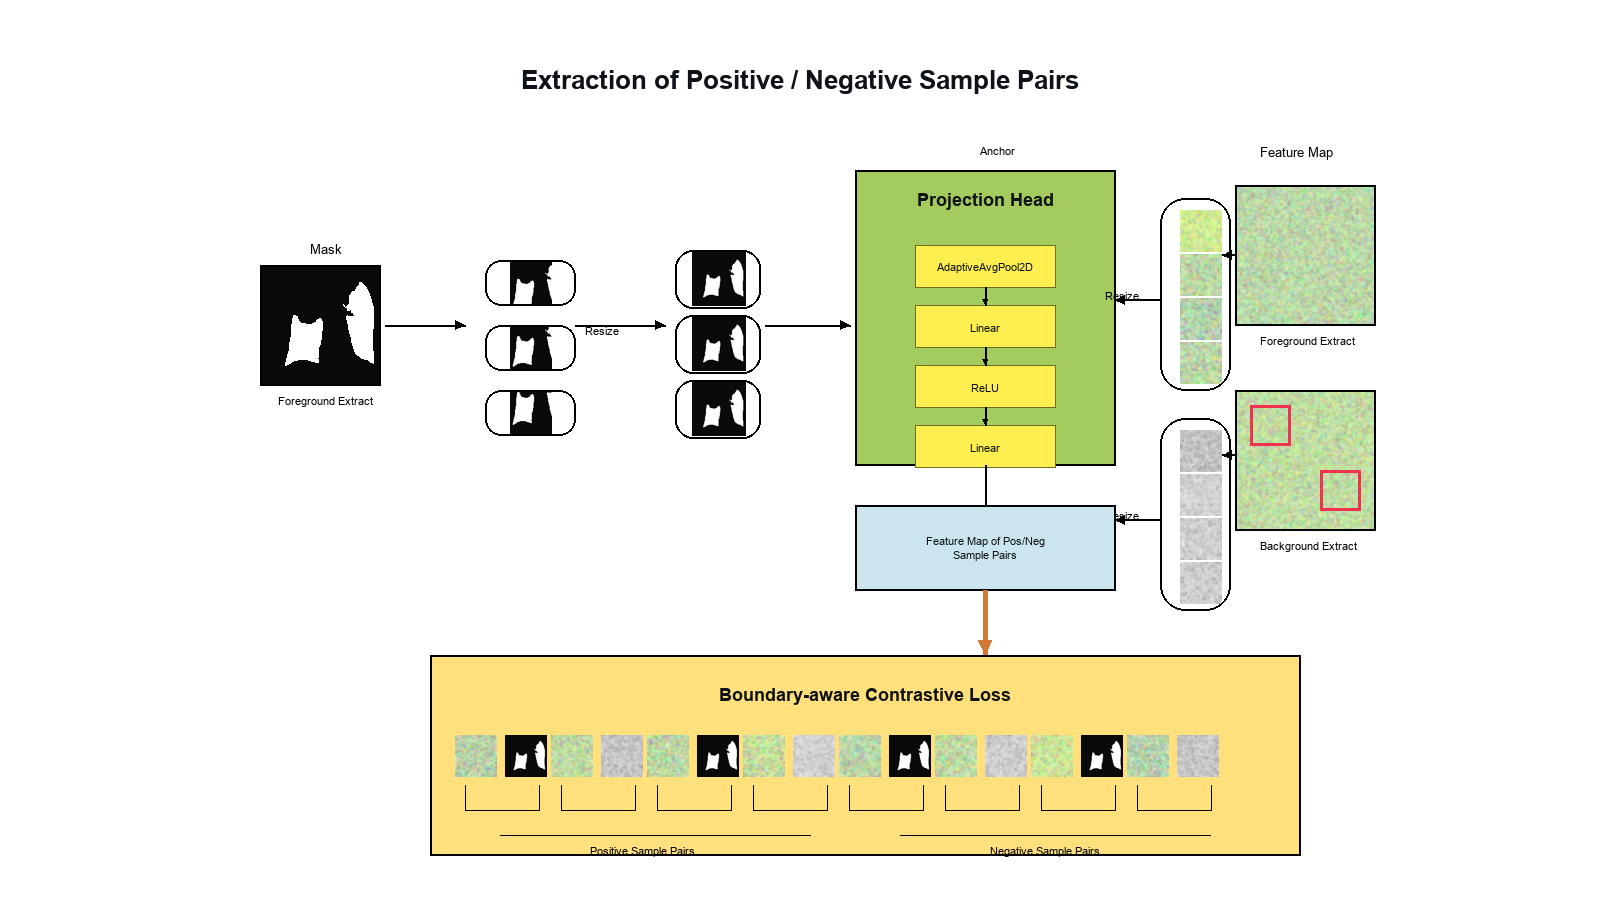 Extraction of Positive / Negative Sample Pairs
Anchor
Feature Map
Projection Head
Mask
AdaptiveAvgPool2D
Resize
Linear
Resize
Foreground Extract
ReLU
Foreground Extract
Linear
Resize
Feature Map of Pos/Neg
Sample Pairs
Background Extract
Boundary-aware Contrastive Loss
Positive Sample Pairs
Negative Sample Pairs